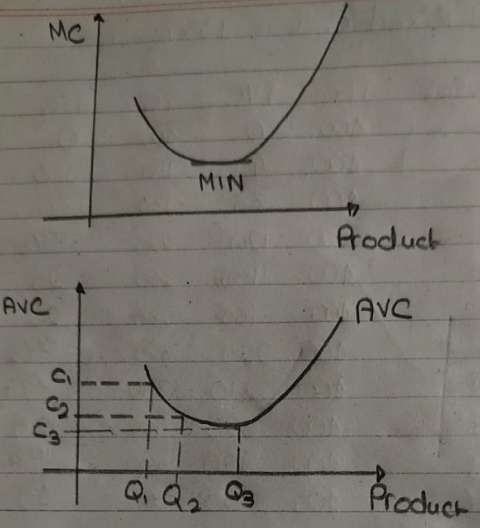 MC
MIN
Product
AVC
AVC
C1
C2
C3
Q1 Q2 Q3 Product